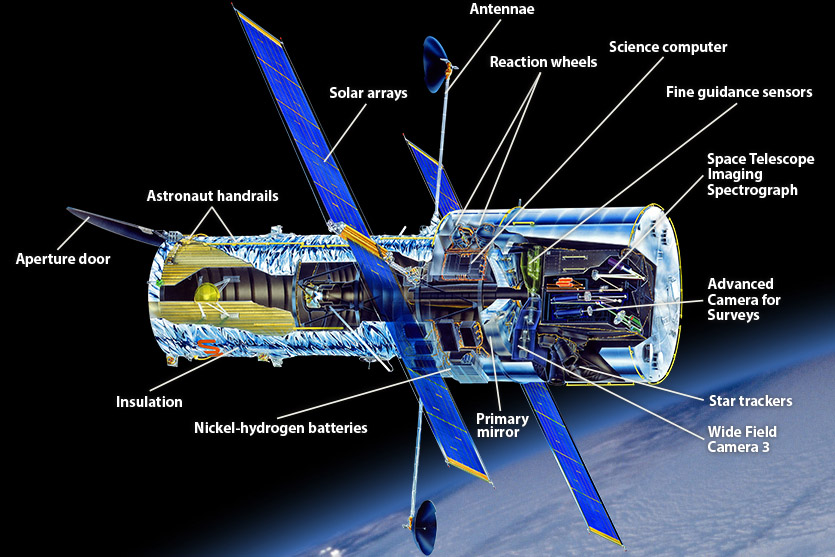 Antennae
Science computer
Reaction wheels
Solar arrays
Fine guidance sensors
Space Telescope
Imaging
Spectrograph
Astronaut handrails
Aperture door
Advanced
Camera for
Surveys
Insulation
Star trackers
Nickel-hydrogen batteries
Primary
mirror
Wide Field
Camera 3